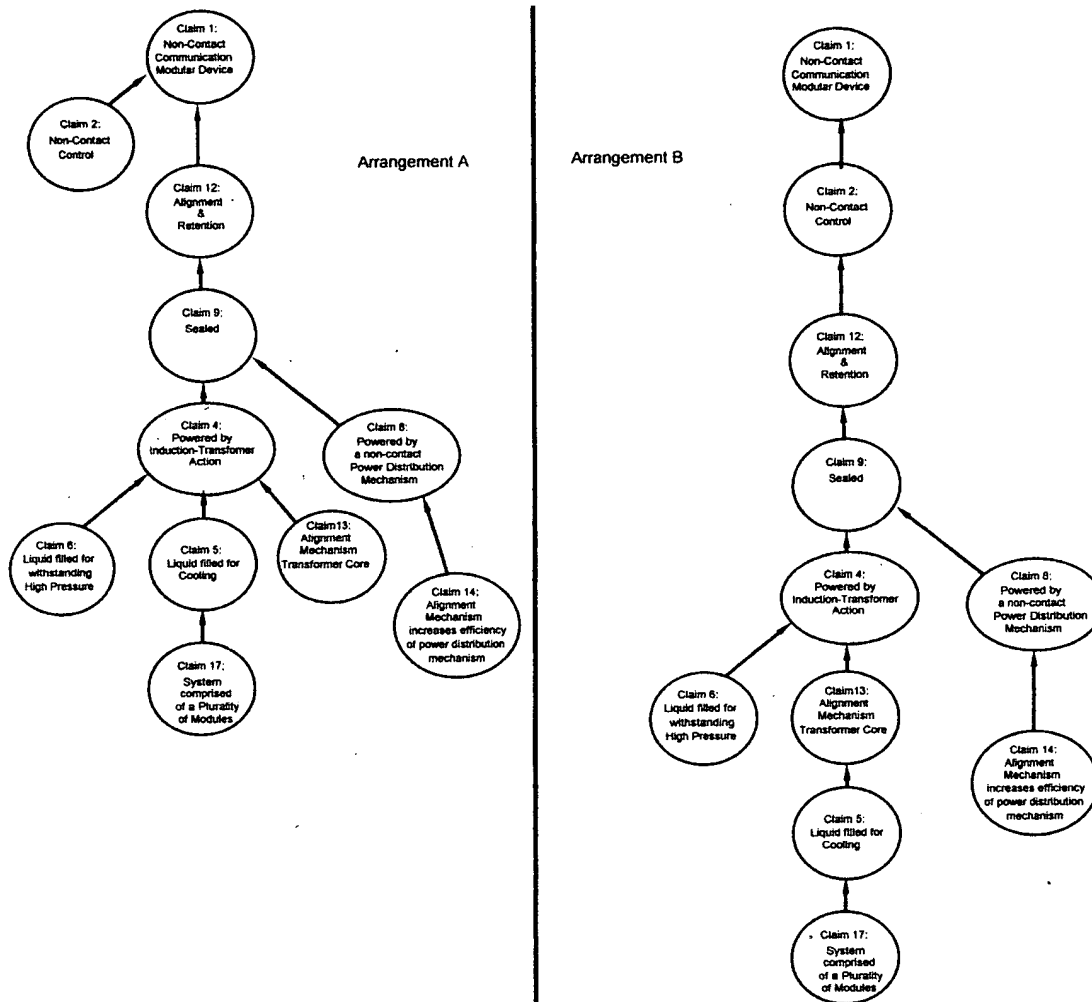 Claim 1:
Non-Contact
Communication
Modular Device
Claim 2:
Non-Contact
Control
Arrangement A
Claim 12:
Alignment
&
Retention
Claim 9:
Sealed
Claim 4:
Powered by
Induction-Transfomer
Action
Claim 8:
Powered by
a non-contact
Power Distribution
Mechanism
Claim 6:
Liquid filled for
withstanding
High Pressure
Claim 5:
Liquid filled for
Cooling
Claim13:
Alignment
Mechanism
Transformer Core
Claim 14:
Alignment
Mechanism
increases efficiency
of power distribution
mechanism
Claim 17:
System
comprised
of a Plurality
of Modules
Arrangement B
Claim 1:
Non-Contact
Communication
Modular Device
Claim 2:
Non-Contact
Control
Claim 12:
Alignment
&
Retention
Claim 9:
Sealed
Claim 4:
Powered by
Induction-Transfomer
Action
Claim 8:
Powered by
a non-contact
Power Distribution
Mechanism
Claim 6:
Liquid filled for
withstanding
High Pressure
Claim13:
Alignment
Mechanism
Transformer Core
Claim 14:
Alignment
Mechanism
increases efficiency
of power distribution
mechanism
Claim 5:
Liquid filled for
Cooling
Claim 17:
System
comprised
of a Plurality
of Modules